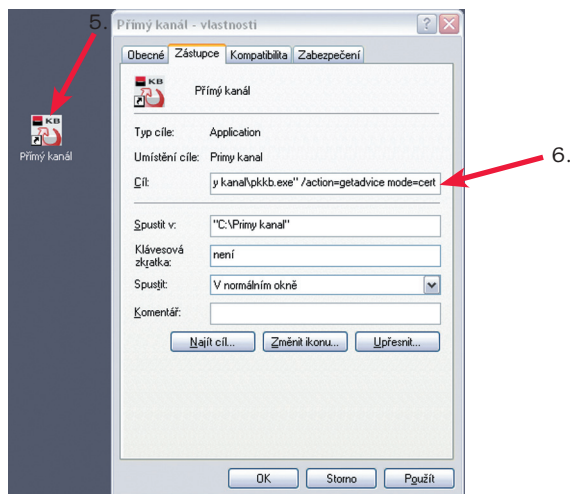 5.
Přímý kanál - vlastnosti
Obecné Zástupce Kompatibilita Zabezpečení
KB
Přímý kanál
KB
Přímý kanál
Typ cíle: Application
Umístění cíle: Primy kanal
6.
Cíl: y kanal\pkkb.exe" /action=getadvice mode=cert
Spustit v: "C:\Primy kanal"
Klávesová zkratka: není
Spustit: V normálním okně
Komentář:
Najít cíl... Změnit ikonu... Upřesnit...
OK Storno Použít